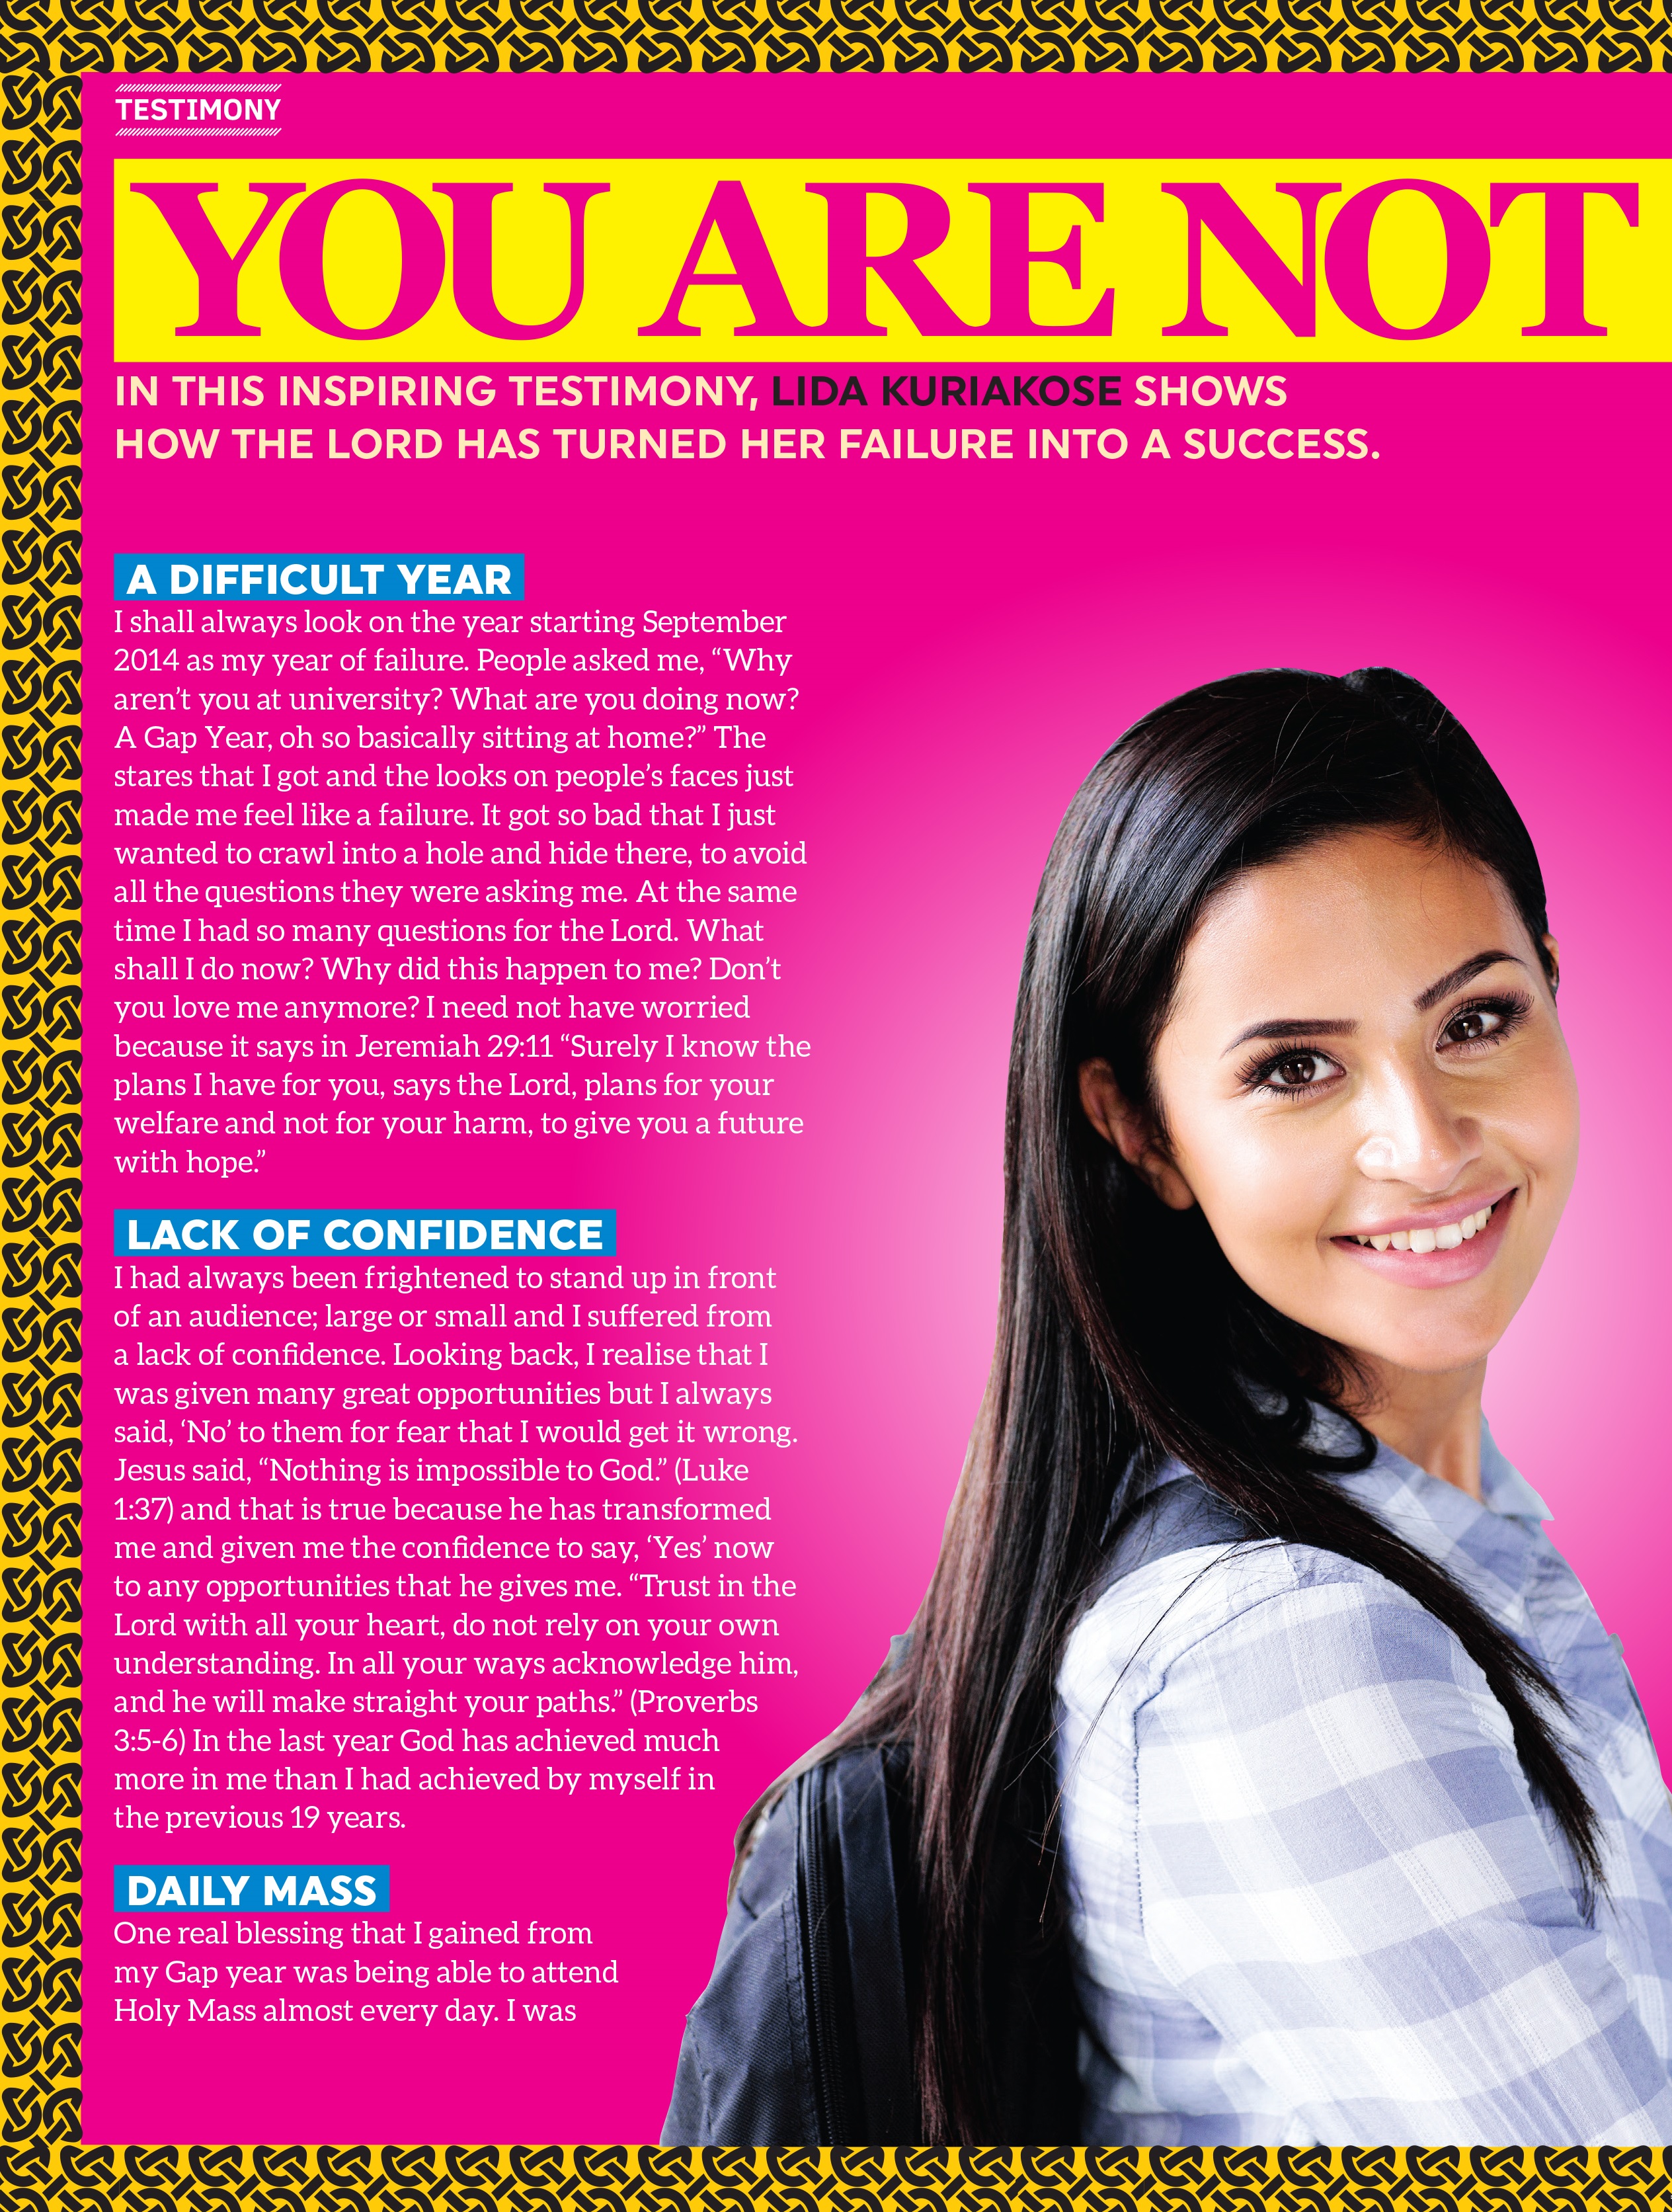 TESTIMONY
YOU ARE NOT
IN THIS INSPIRING TESTIMONY, LIDA KURIAKOSE SHOWS
HOW THE LORD HAS TURNED HER FAILURE INTO A SUCCESS.
A DIFFICULT YEAR
I shall always look on the year starting September
2014 as my year of failure. People asked me, “Why
aren’t you at university? What are you doing now?
A Gap Year, oh so basically sitting at home?” The
stares that I got and the looks on people’s faces just
made me feel like a failure. It got so bad that I just
wanted to crawl into a hole and hide there, to avoid
all the questions they were asking me. At the same
time I had so many questions for the Lord. What
shall I do now? Why did this happen to me? Don’t
you love me anymore? I need not have worried
because it says in Jeremiah 29:11 “Surely I know the
plans I have for you, says the Lord, plans for your
welfare and not for your harm, to give you a future
with hope.”
LACK OF CONFIDENCE
I had always been frightened to stand up in front
of an audience; large or small and I suffered from
a lack of confidence. Looking back, I realise that I
was given many great opportunities but I always
said, ‘No’ to them for fear that I would get it wrong.
Jesus said, “Nothing is impossible to God.” (Luke
1:37) and that is true because he has transformed
me and given me the confidence to say, ‘Yes’ now
to any opportunities that he gives me. “Trust in the
Lord with all your heart, do not rely on your own
understanding. In all your ways acknowledge him,
and he will make straight your paths.” (Proverbs
3:5-6) In the last year God has achieved much
more in me than I had achieved by myself in
the previous 19 years.
DAILY MASS
One real blessing that I gained from
my Gap year was being able to attend
Holy Mass almost every day. I was